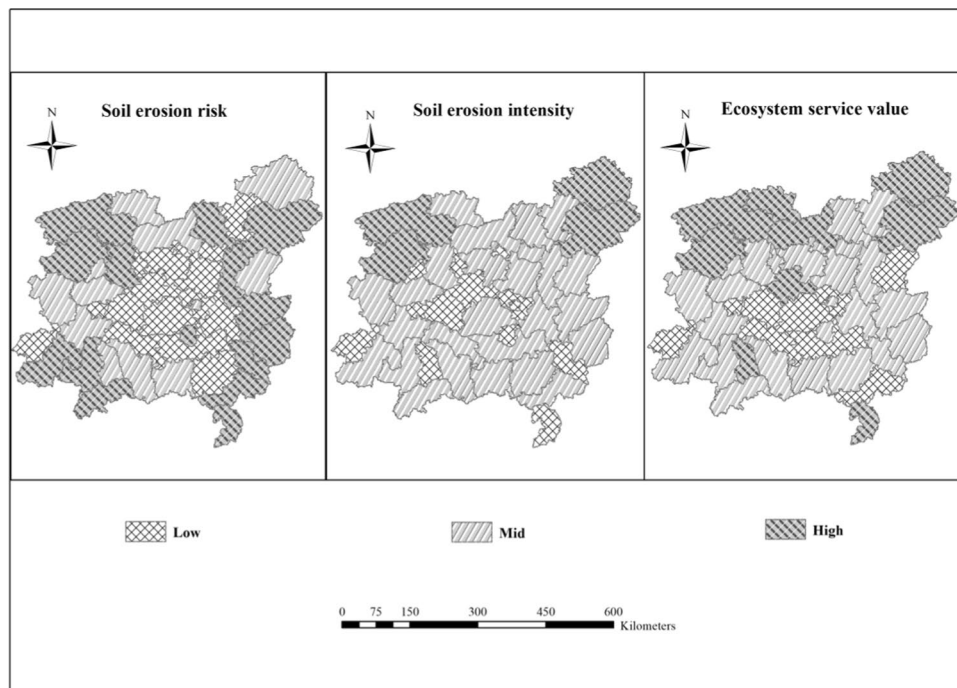 Soil erosion risk
Soil erosion intensity
Ecosystem service value
N
N
N
Low
Mid
High
0 75 150 300 450 600
Kilometers